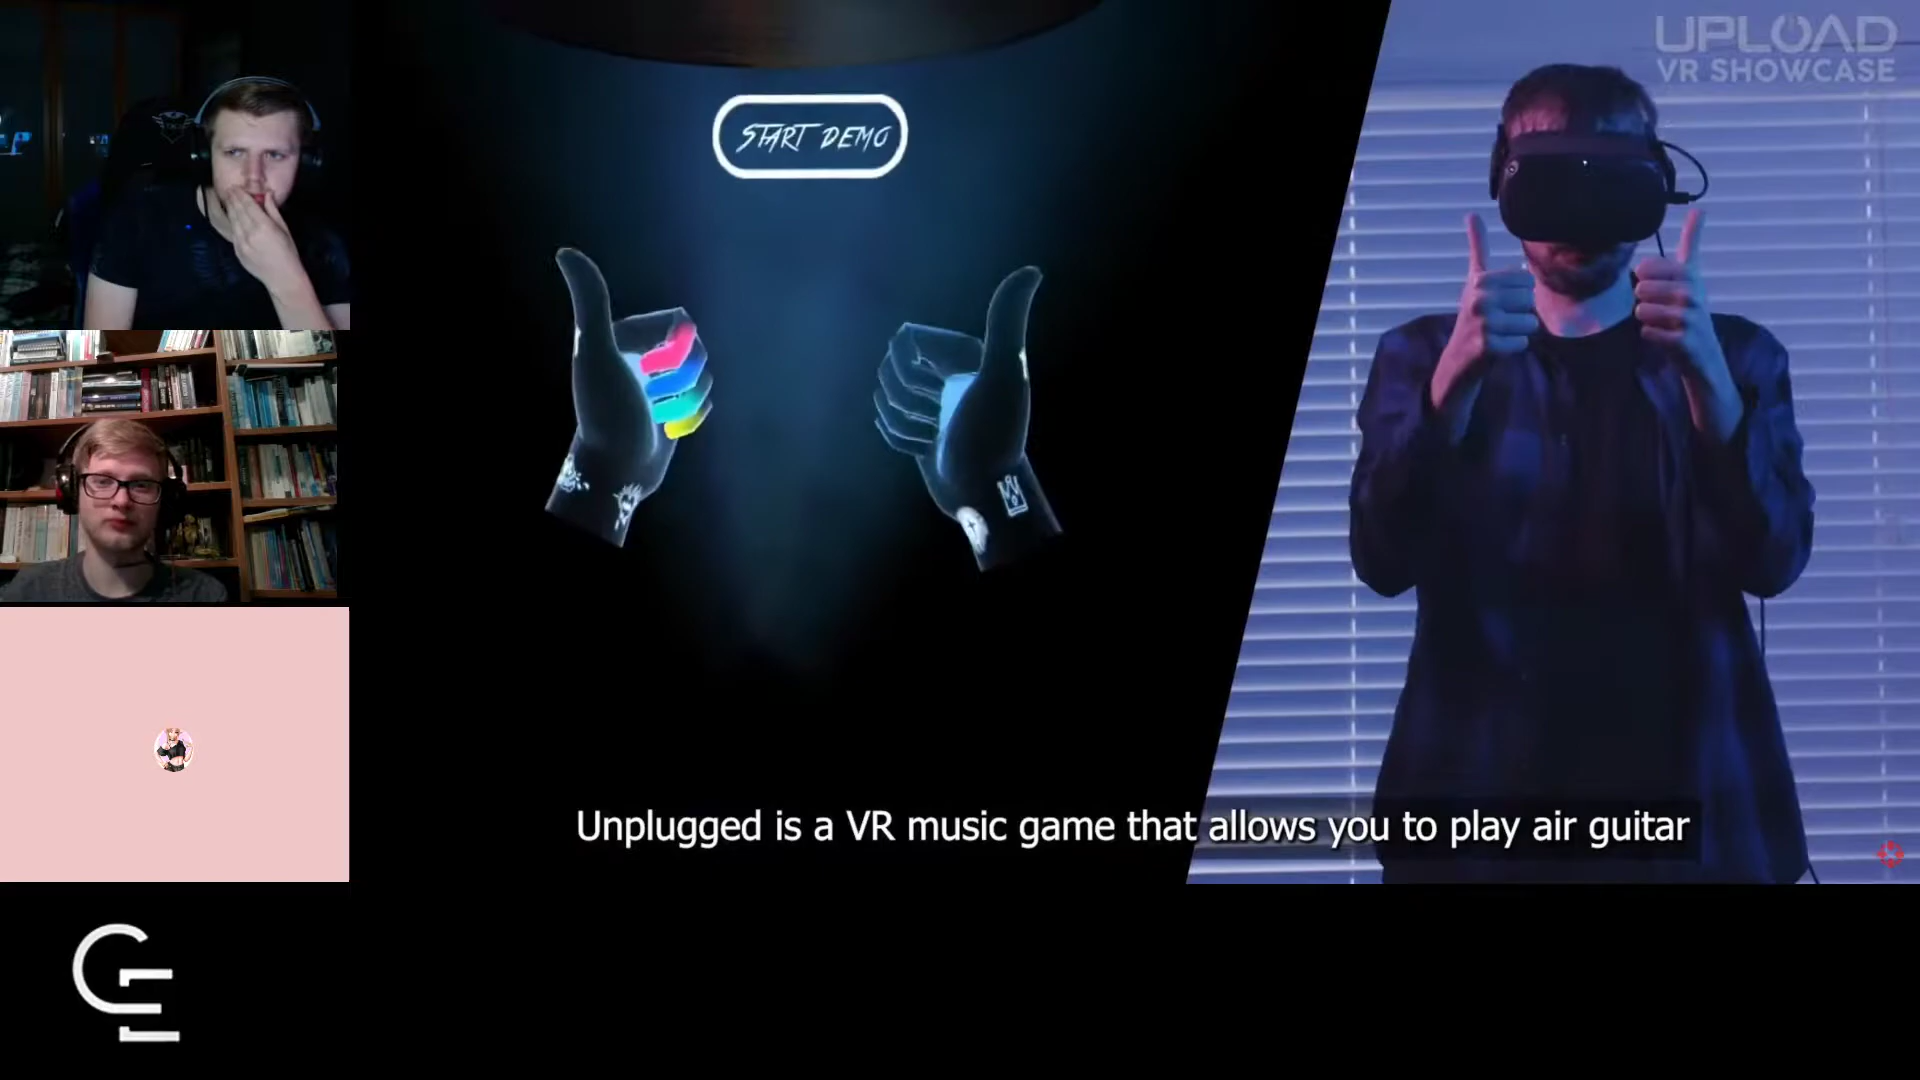 UPLOAD
VR SHOWCASE
START DEMO
Unplugged is a VR music game that allows you to play air guitar